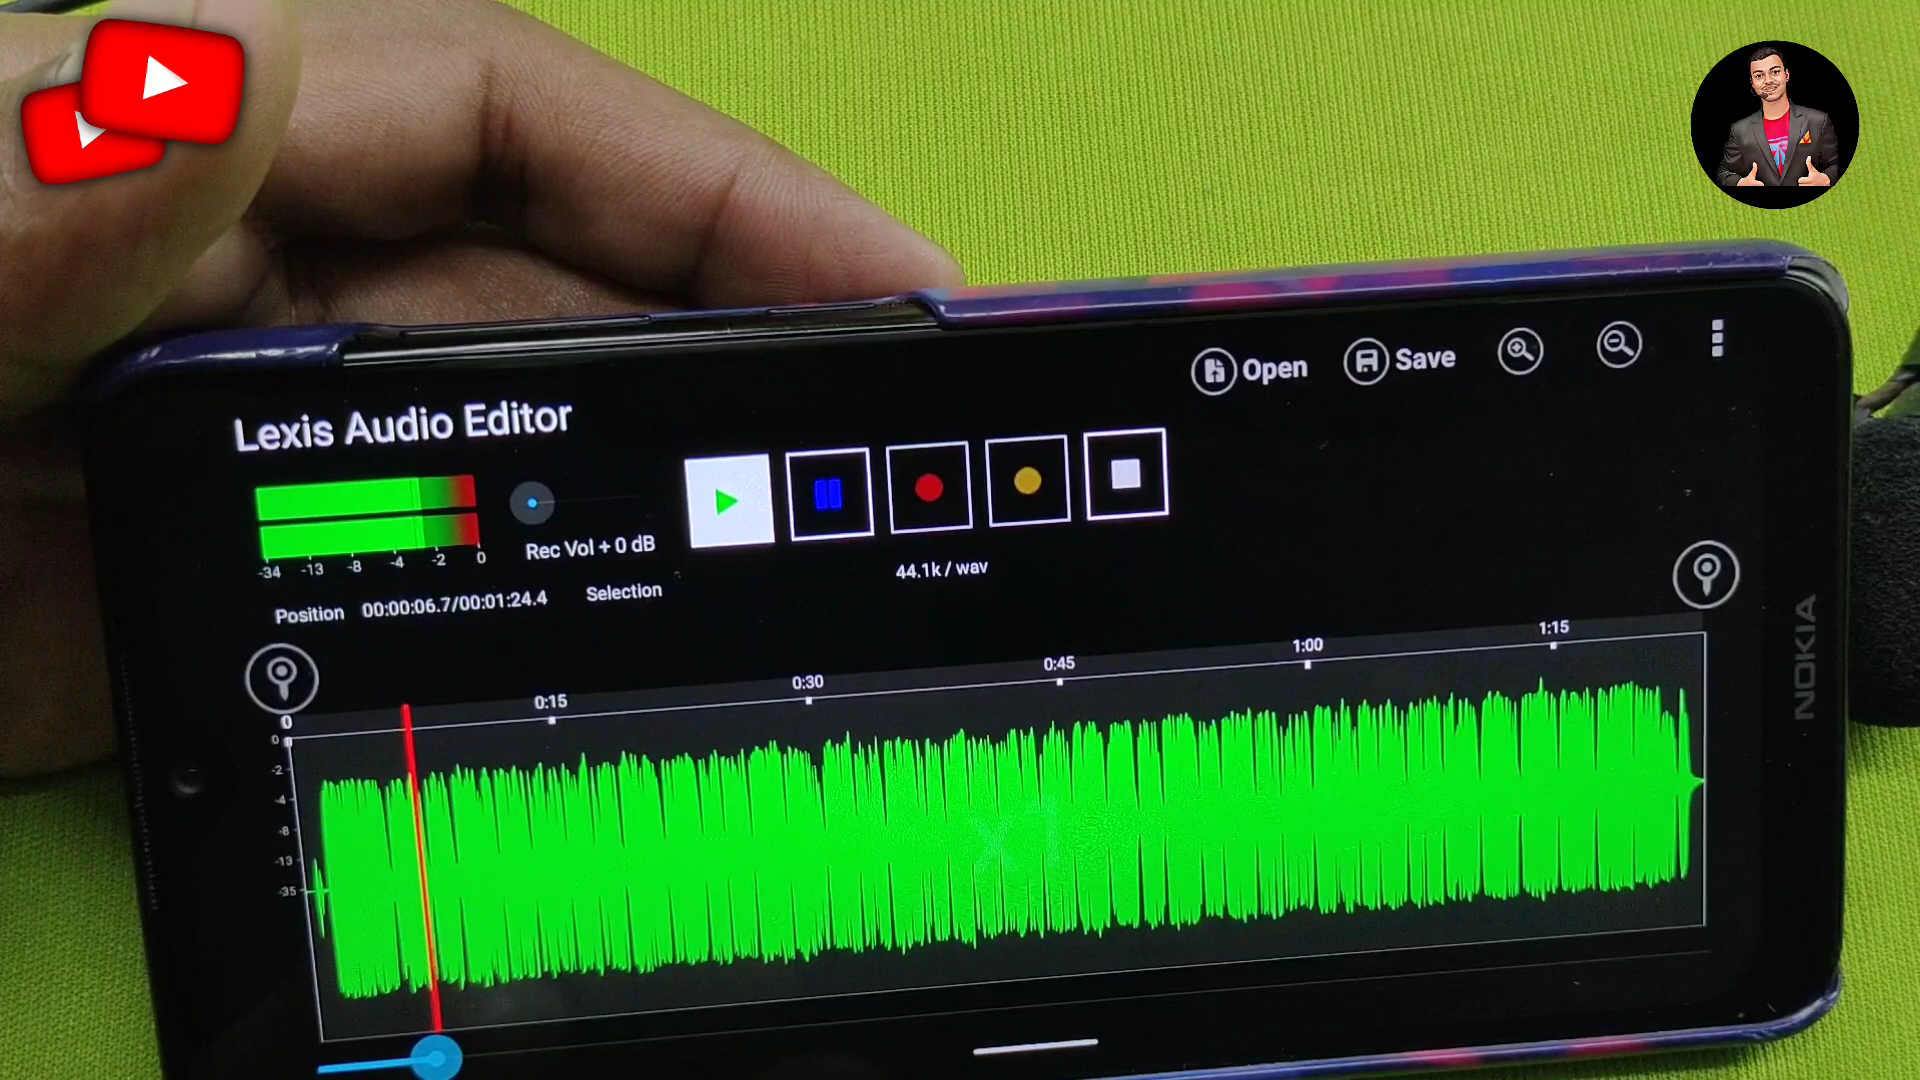 Open
Save
Lexis Audio Editor
-34 -13 -8 -4 -2 0
Rec Vol + 0 dB
44.1k / wav
Position 00:00:06.7/00:01:24.4
Selection
0 0:15 0:30 0:45 1:00 1:15
0
-2
-4
-8
-13
-35
x1
NOKIA